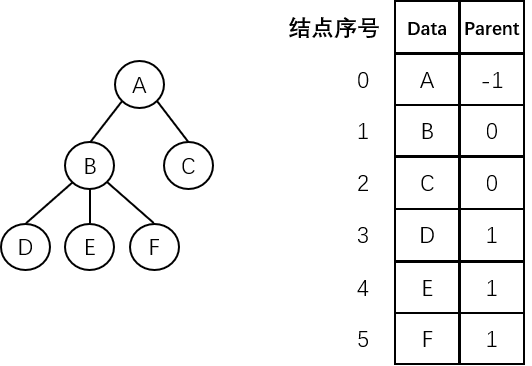 A
B
C
D
E
F
结点序号 Data Parent
0 A -1
1 B 0
2 C 0
3 D 1
4 E 1
5 F 1